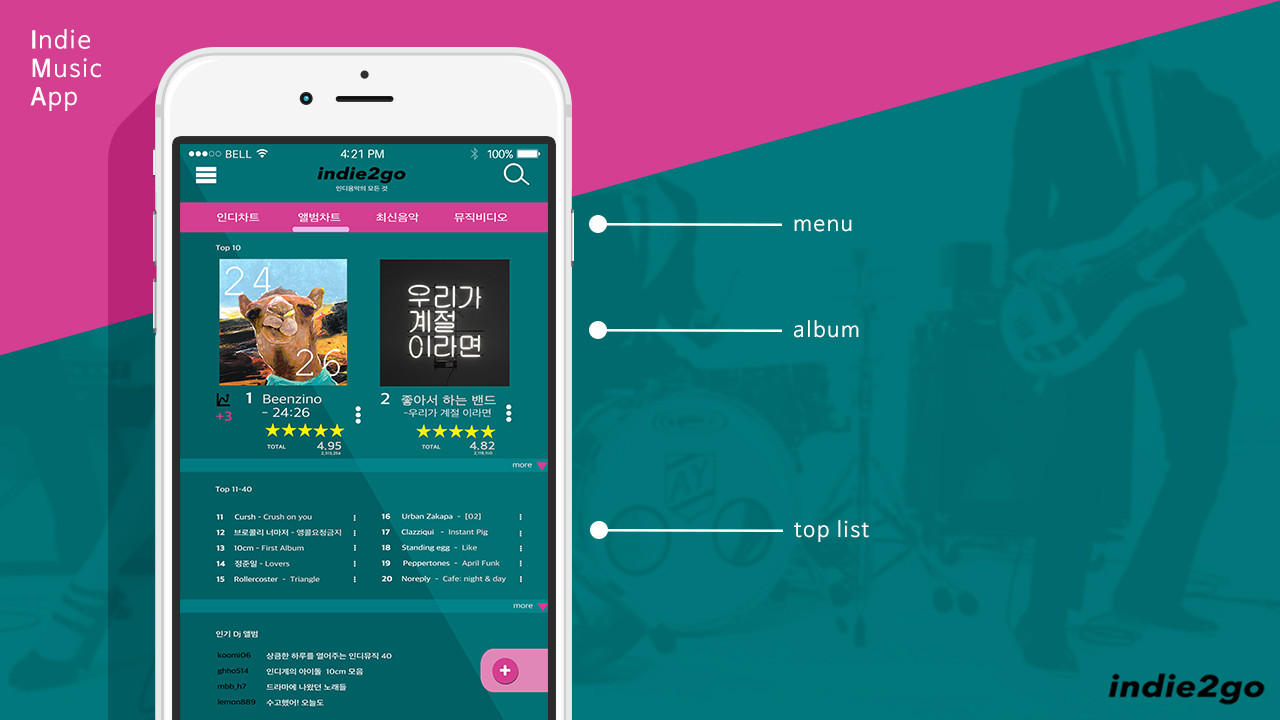 Indie
Music
App
BELL 4:21 PM 100%
indie2go
인디음악의 모든 것
인디차트 앨범차트 최신음악 뮤직비디오
Top 10
24
26
우리가
계절
이라면
+3 1 Beenzino
- 24:26
TOTAL 4.95
2 좋아서 하는 밴드
-우리가 계절 이라면
TOTAL 4.82
more
Top 11-40
11 Cursh - Crush on you
12 브로콜리 너마저 - 앵콜요청금지
13 10cm - First Album
14 정준일 - Lovers
15 Rollercoster - Triangle
16 Urban Zakapa - [02]
17 Clazziqui - Instant Pig
18 Standing egg - Like
19 Peppertones - April Funk
20 Noreply - Cafe: night & day
more
인기 Dj 앨범
koomi06 상큼한 하루를 열어주는 인디뮤직 40
ghho514 인디계의 아이돌 10cm 모음
mbb_h7 드라마에 나왔던 노래들
lemon889 수고했어! 오늘도
+
menu
album
top list
AY
indie2go